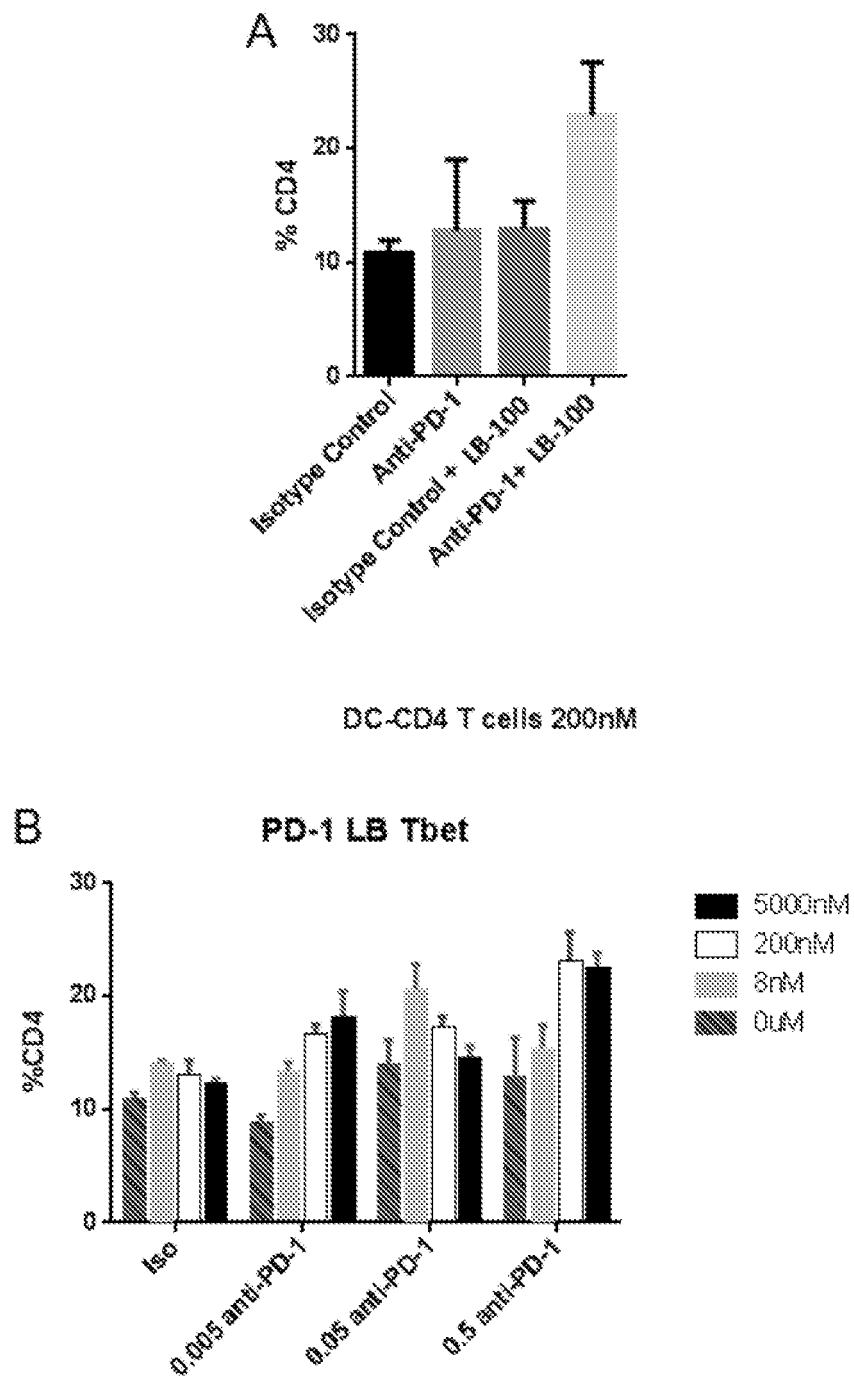 A
30
20
10
0
% CD4
Isotype Control
Anti-PD-1
Isotype Control + LB-100
Anti-PD-1+ LB-100
DC-CD4 T cells 200nM
B
PD-1 LB Tbet
30
20
10
0
%CD4
Iso
0.005 anti-PD-1
0.05 anti-PD-1
0.5 anti-PD-1
5000nM
200nM
8nM
0uM